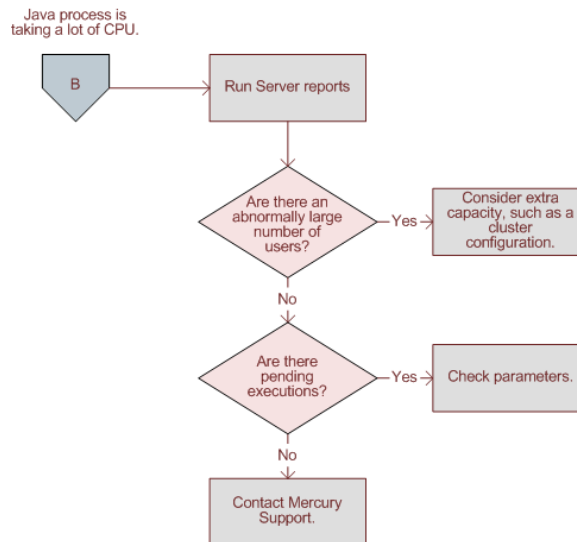 Java process is
taking a lot of CPU.
B
Run Server reports
Are there an
abnormally large
number of
users?
Yes
Consider extra
capacity, such as a
cluster
configuration.
No
Are there
pending
executions?
Yes
Check parameters.
No
Contact Mercury
Support.